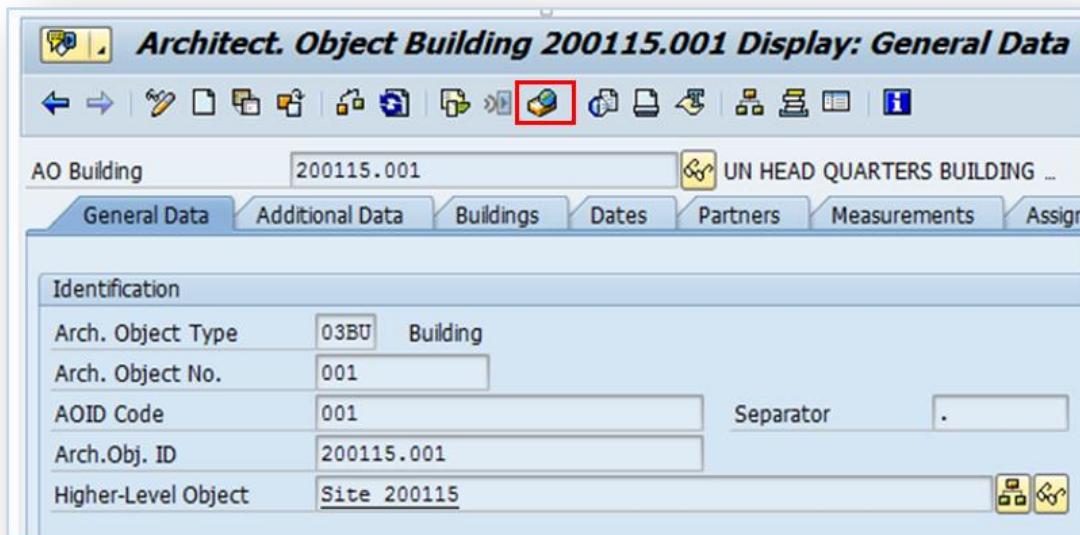 Architect. Object Building 200115.001 Display: General Data
AO Building 200115.001 UN HEAD QUARTERS BUILDING ...
General Data Additional Data Buildings Dates Partners Measurements Assign
Identification
Arch. Object Type 03BU Building
Arch. Object No. 001
AOID Code 001 Separator .
Arch.Obj. ID 200115.001
Higher-Level Object Site 200115